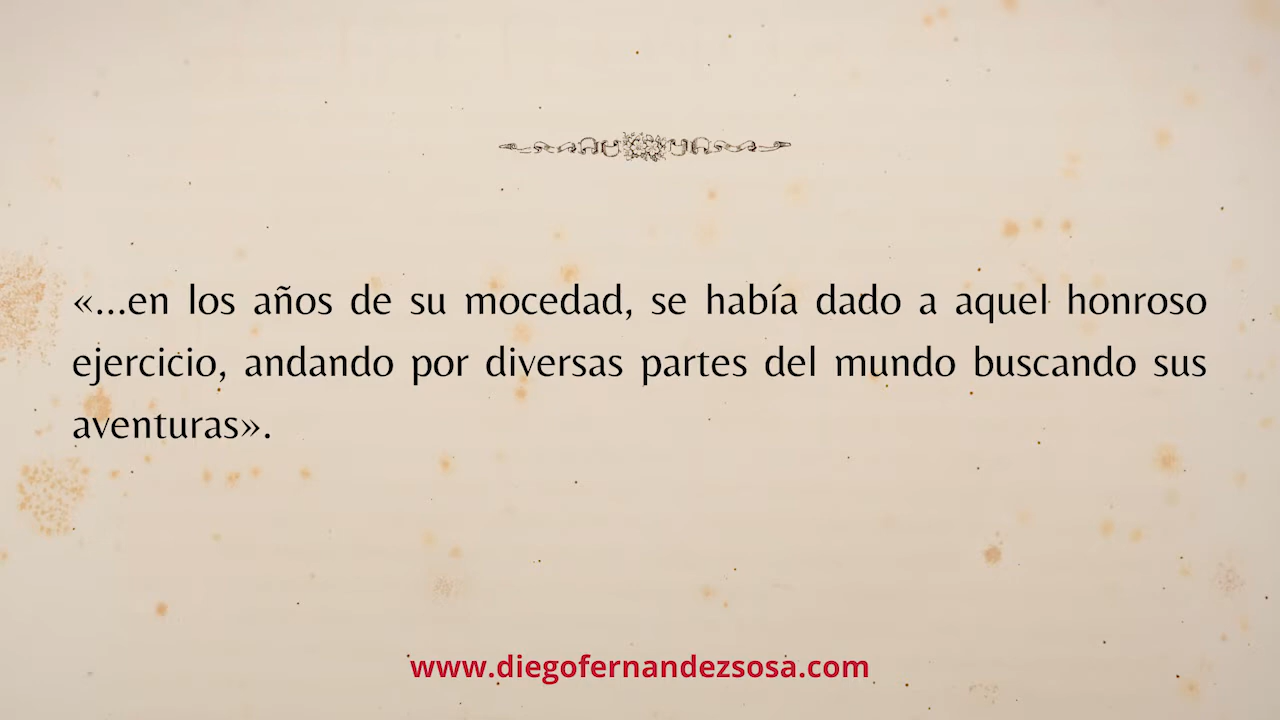 «...en los años de su mocedad, se había dado a aquel honroso
ejercicio, andando por diversas partes del mundo buscando sus
aventuras».
www.diegofernandezsosa.com